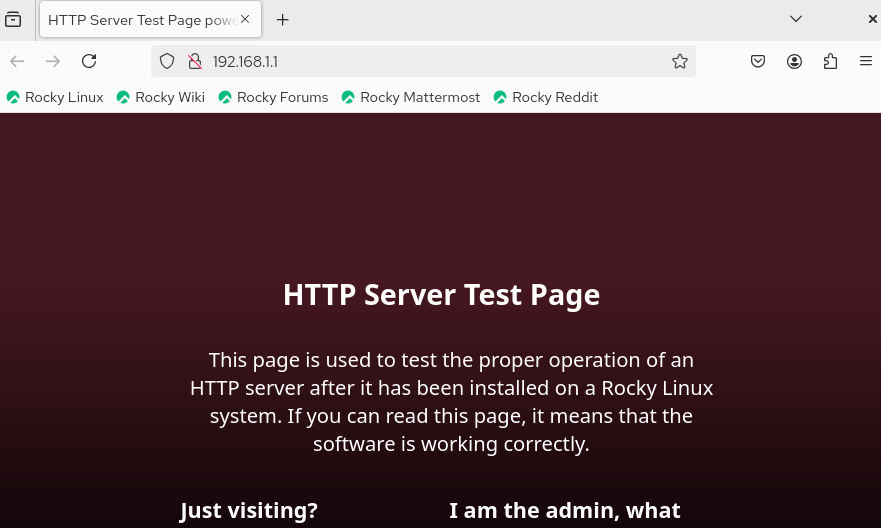 HTTP Server Test Page powe
192.168.1.1
Rocky Linux Rocky Wiki Rocky Forums Rocky Mattermost Rocky Reddit
HTTP Server Test Page
This page is used to test the proper operation of an
HTTP server after it has been installed on a Rocky Linux
system. If you can read this page, it means that the
software is working correctly.
Just visiting? I am the admin, what